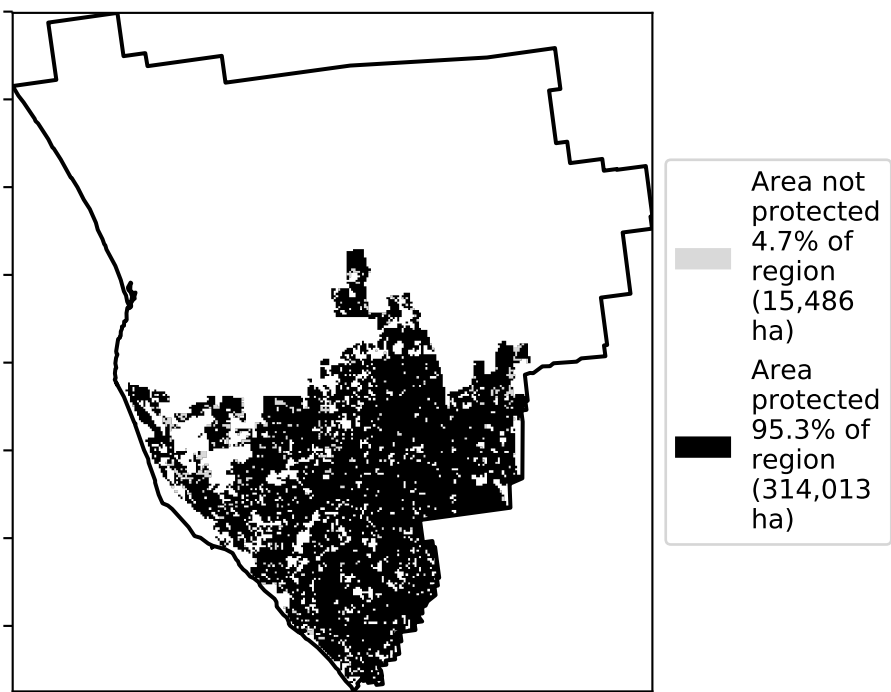 Area not
protected
4.7% of
region
(15,486
ha)
Area
protected
95.3% of
region
(314,013
ha)